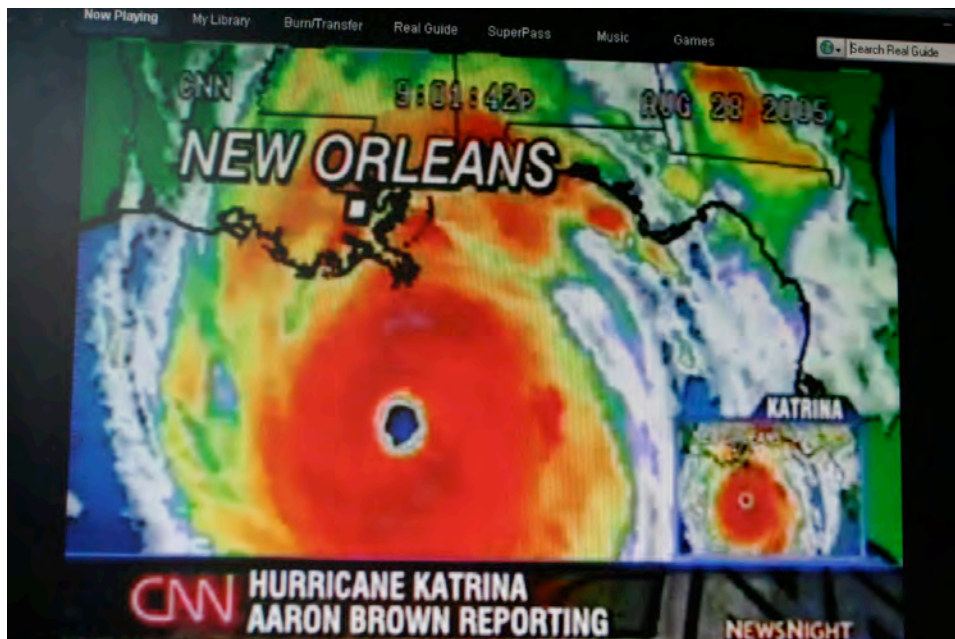 Now Playing My Library Burn/Transfer Real Guide SuperPass Music Games
Search Real Guide
CNN 9:01:42p AUG 28 2005
NEW ORLEANS
KATRINA
CNN HURRICANE KATRINA
AARON BROWN REPORTING
NEWSNIGHT